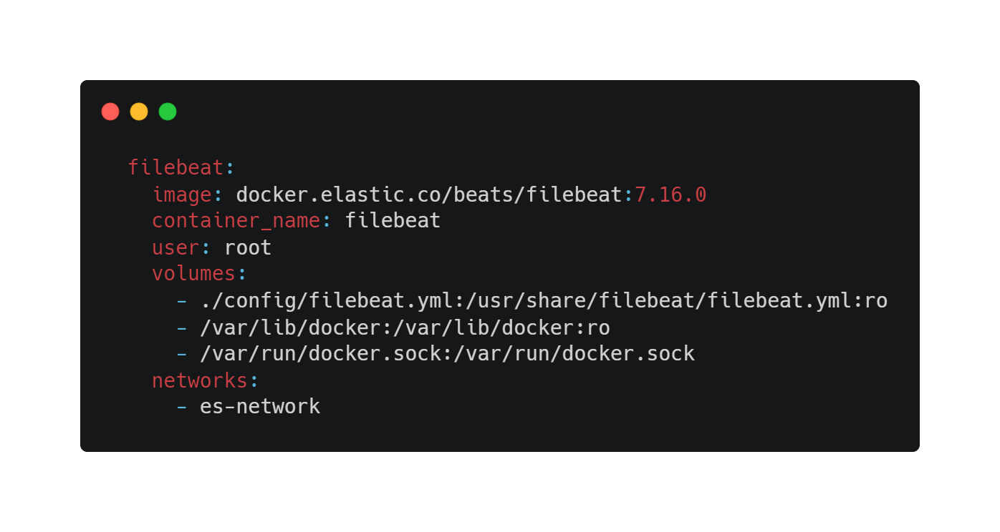 filebeat:
image: docker.elastic.co/beats/filebeat:7.16.0
container_name: filebeat
user: root
volumes:
- ./config/filebeat.yml:/usr/share/filebeat/filebeat.yml:ro
- /var/lib/docker:/var/lib/docker:ro
- /var/run/docker.sock:/var/run/docker.sock
networks:
- es-network